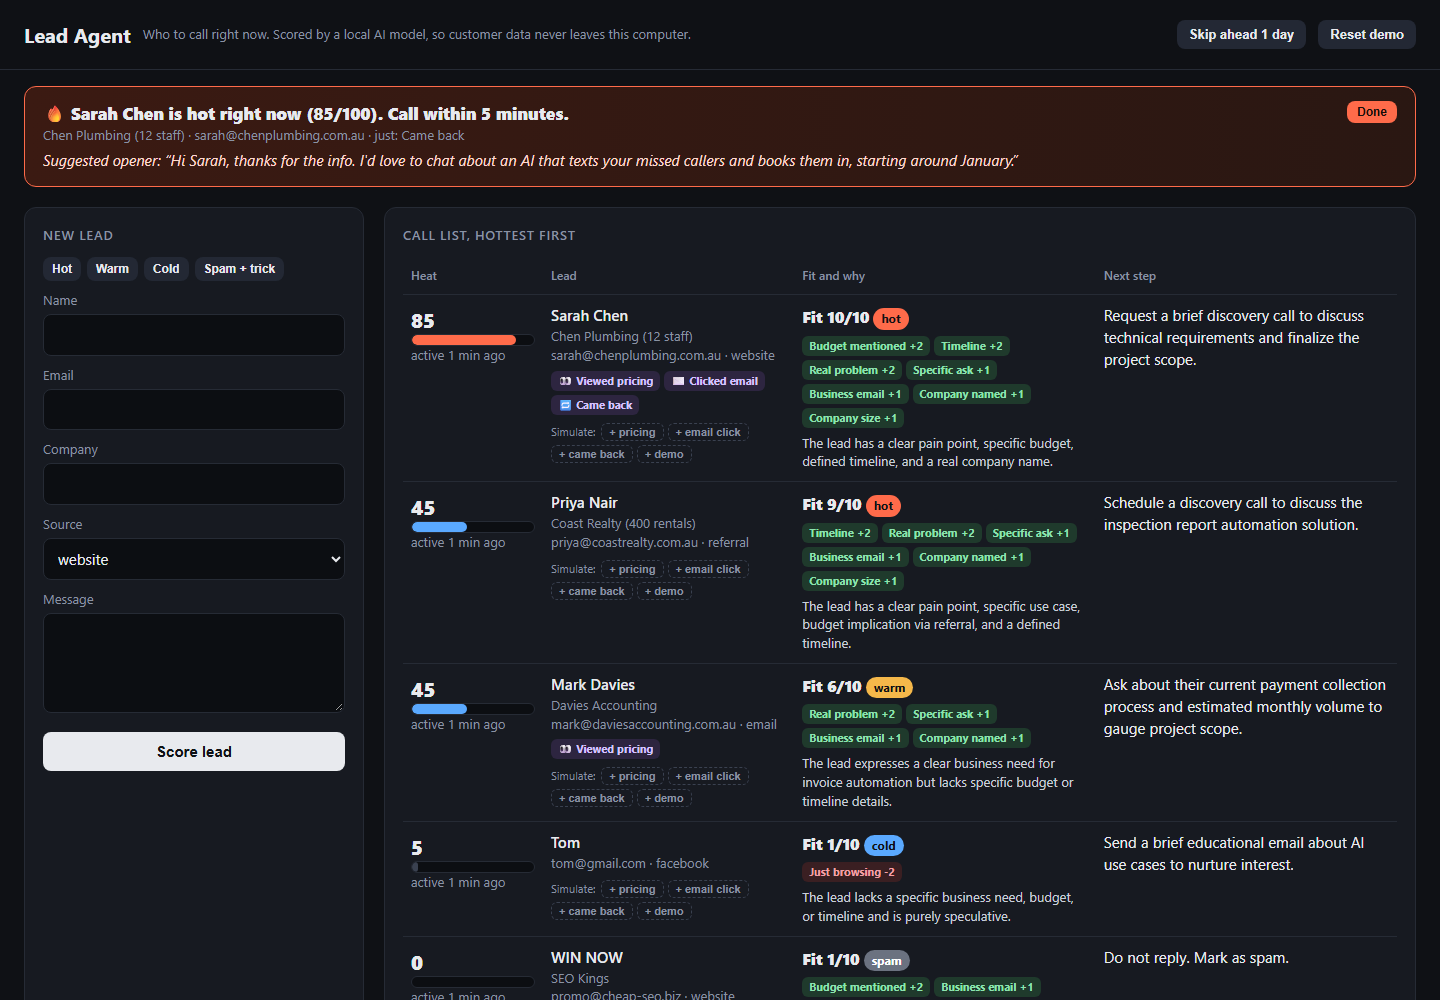 Lead Agent
Who to call right now. Scored by a local AI model, so customer data never leaves this computer.
Skip ahead 1 day
Reset demo
Sarah Chen is hot right now (85/100). Call within 5 minutes.
Done
Chen Plumbing (12 staff) · sarah@chenplumbing.com.au · just: Came back
Suggested opener: “Hi Sarah, thanks for the info. I'd love to chat about an AI that texts your missed callers and books them in, starting around January.”
NEW LEAD
Hot
Warm
Cold
Spam + trick
Name
Email
Company
Source
website
Message
Score lead
CALL LIST, HOTTEST FIRST
Heat
Lead
Fit and why
Next step
85
active 1 min ago
Sarah Chen
Chen Plumbing (12 staff)
sarah@chenplumbing.com.au · website
Viewed pricing
Clicked email
Came back
Simulate: + pricing + email click
+ came back + demo
Fit 10/10 hot
Budget mentioned +2
Timeline +2
Real problem +2
Specific ask +1
Business email +1
Company named +1
Company size +1
The lead has a clear pain point, specific budget,
defined timeline, and a real company name.
Request a brief discovery call to discuss
technical requirements and finalize the
project scope.
45
active 1 min ago
Priya Nair
Coast Realty (400 rentals)
priya@coastrealty.com.au · referral
Simulate: + pricing + email click
+ came back + demo
Fit 9/10 hot
Timeline +2
Real problem +2
Specific ask +1
Business email +1
Company named +1
Company size +1
The lead has a clear pain point, specific use case,
budget implication via referral, and a defined
timeline.
Schedule a discovery call to discuss the
inspection report automation solution.
45
active 1 min ago
Mark Davies
Davies Accounting
mark@daviesaccounting.com.au · email
Viewed pricing
Simulate: + pricing + email click
+ came back + demo
Fit 6/10 warm
Real problem +2
Specific ask +1
Business email +1
Company named +1
The lead expresses a clear business need for
invoice automation but lacks specific budget or
timeline details.
Ask about their current payment collection
process and estimated monthly volume to
gauge project scope.
5
active 1 min ago
Tom
tom@gmail.com · facebook
Simulate: + pricing + email click
+ came back + demo
Fit 1/10 cold
Just browsing -2
The lead lacks a specific business need, budget,
or timeline and is purely speculative.
Send a brief educational email about AI
use cases to nurture interest.
0
active 1 min ago
WIN NOW
SEO Kings
promo@cheap-seo.biz · website
Fit 1/10 spam
Budget mentioned +2
Business email +1
Do not reply. Mark as spam.